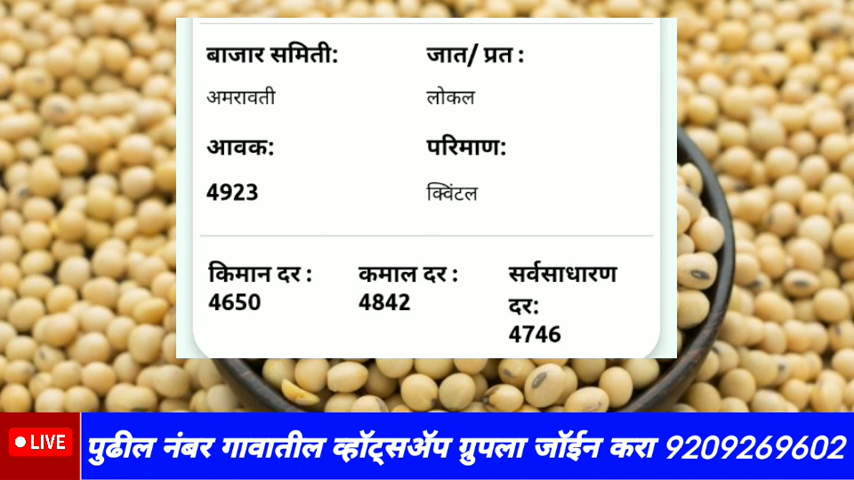 बाजार समिती: जात/ प्रत :
अमरावती लोकल
आवक: परिमाण:
4923 क्विंटल
किमान दर : कमाल दर : सर्वसाधारण
दर:
4650 4842
4746
LIVE पुढील नंबर गावातील व्हॉट्सॲप ग्रुपला जॉईन करा 9209269602